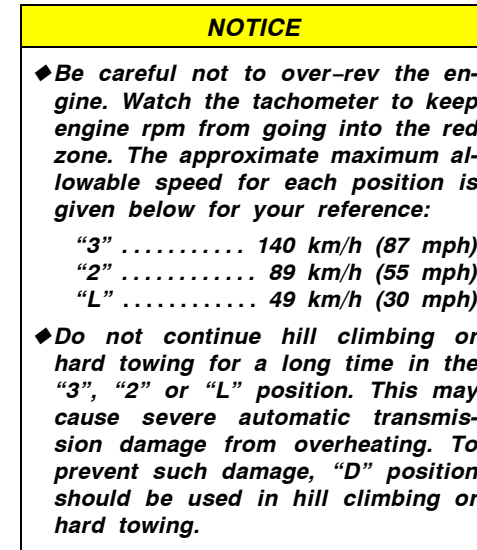 NOTICE
◆Be careful not to over−rev the en-
gine. Watch the tachometer to keep
engine rpm from going into the red
zone. The approximate maximum al-
lowable speed for each position is
given below for your reference:
“3” ........... 140 km/h (87 mph)
“2” ............ 89 km/h (55 mph)
“L” ............ 49 km/h (30 mph)
◆Do not continue hill climbing or
hard towing for a long time in the
“3”, “2” or “L” position. This may
cause severe automatic transmis-
sion damage from overheating. To
prevent such damage, “D” position
should be used in hill climbing or
hard towing.